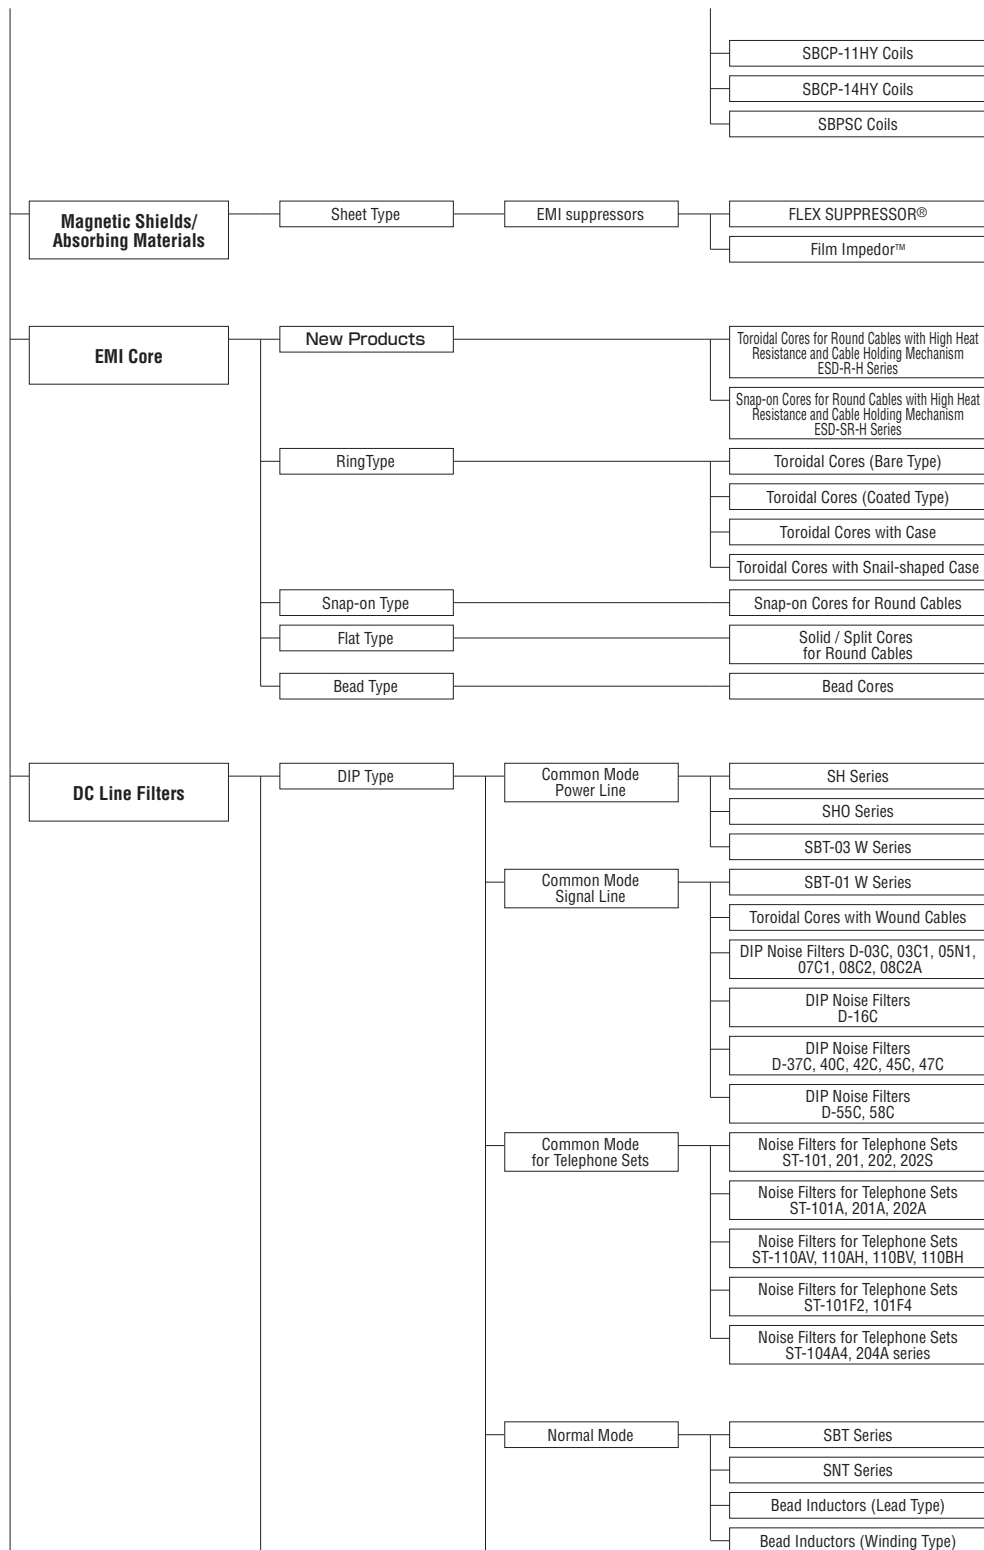 SBCP-11HY Coils
SBCP-14HY Coils
SBPSC Coils
Magnetic Shields/
Absorbing Materials
Sheet Type
EMI suppressors
FLEX SUPPRESSOR®
Film Impedor™
EMI Core
New Products
Toroidal Cores for Round Cables with High Heat
Resistance and Cable Holding Mechanism
ESD-R-H Series
Snap-on Cores for Round Cables with High Heat
Resistance and Cable Holding Mechanism
ESD-SR-H Series
RingType
Toroidal Cores (Bare Type)
Toroidal Cores (Coated Type)
Toroidal Cores with Case
Toroidal Cores with Snail-shaped Case
Snap-on Type
Snap-on Cores for Round Cables
Flat Type
Solid / Split Cores
for Round Cables
Bead Type
Bead Cores
DC Line Filters
DIP Type
Common Mode
Power Line
SH Series
SHO Series
SBT-03 W Series
Common Mode
Signal Line
SBT-01 W Series
Toroidal Cores with Wound Cables
DIP Noise Filters D-03C, 03C1, 05N1,
07C1, 08C2, 08C2A
DIP Noise Filters
D-16C
DIP Noise Filters
D-37C, 40C, 42C, 45C, 47C
DIP Noise Filters
D-55C, 58C
Common Mode
for Telephone Sets
Noise Filters for Telephone Sets
ST-101, 201, 202, 202S
Noise Filters for Telephone Sets
ST-101A, 201A, 202A
Noise Filters for Telephone Sets
ST-110AV, 110AH, 110BV, 110BH
Noise Filters for Telephone Sets
ST-101F2, 101F4
Noise Filters for Telephone Sets
ST-104A4, 204A series
Normal Mode
SBT Series
SNT Series
Bead Inductors (Lead Type)
Bead Inductors (Winding Type)